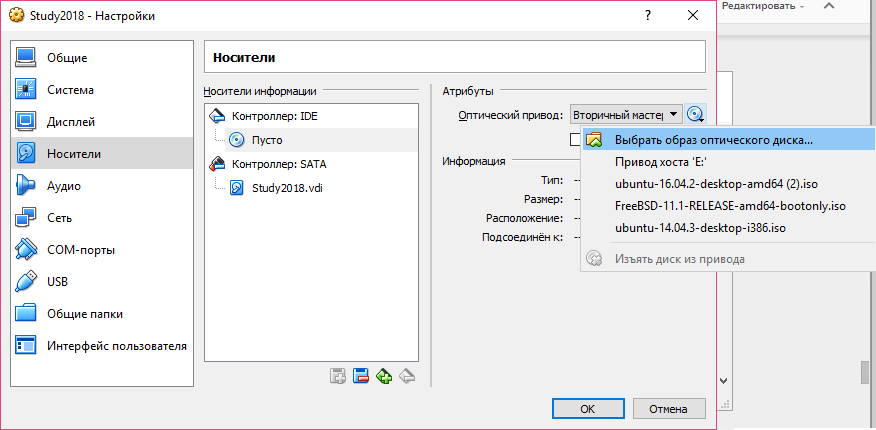 Редактировать
Study2018 - Настройки
Общие
Система
Дисплей
Носители
Аудио
Сеть
COM-порты
USB
Общие папки
Интерфейс пользователя
Носители
Носители информации
Контроллер: IDE
Пусто
Контроллер: SATA
Study2018.vdi
Атрибуты
Оптический привод: Вторичный мастер
Информация
Тип: --
Размер: --
Расположение: --
Подсоединён к: --
Выбрать образ оптического диска...
Привод хоста 'E:'
ubuntu-16.04.2-desktop-amd64 (2).iso
FreeBSD-11.1-RELEASE-amd64-bootonly.iso
ubuntu-14.04.3-desktop-i386.iso
Изъять диск из привода
OK
Отмена